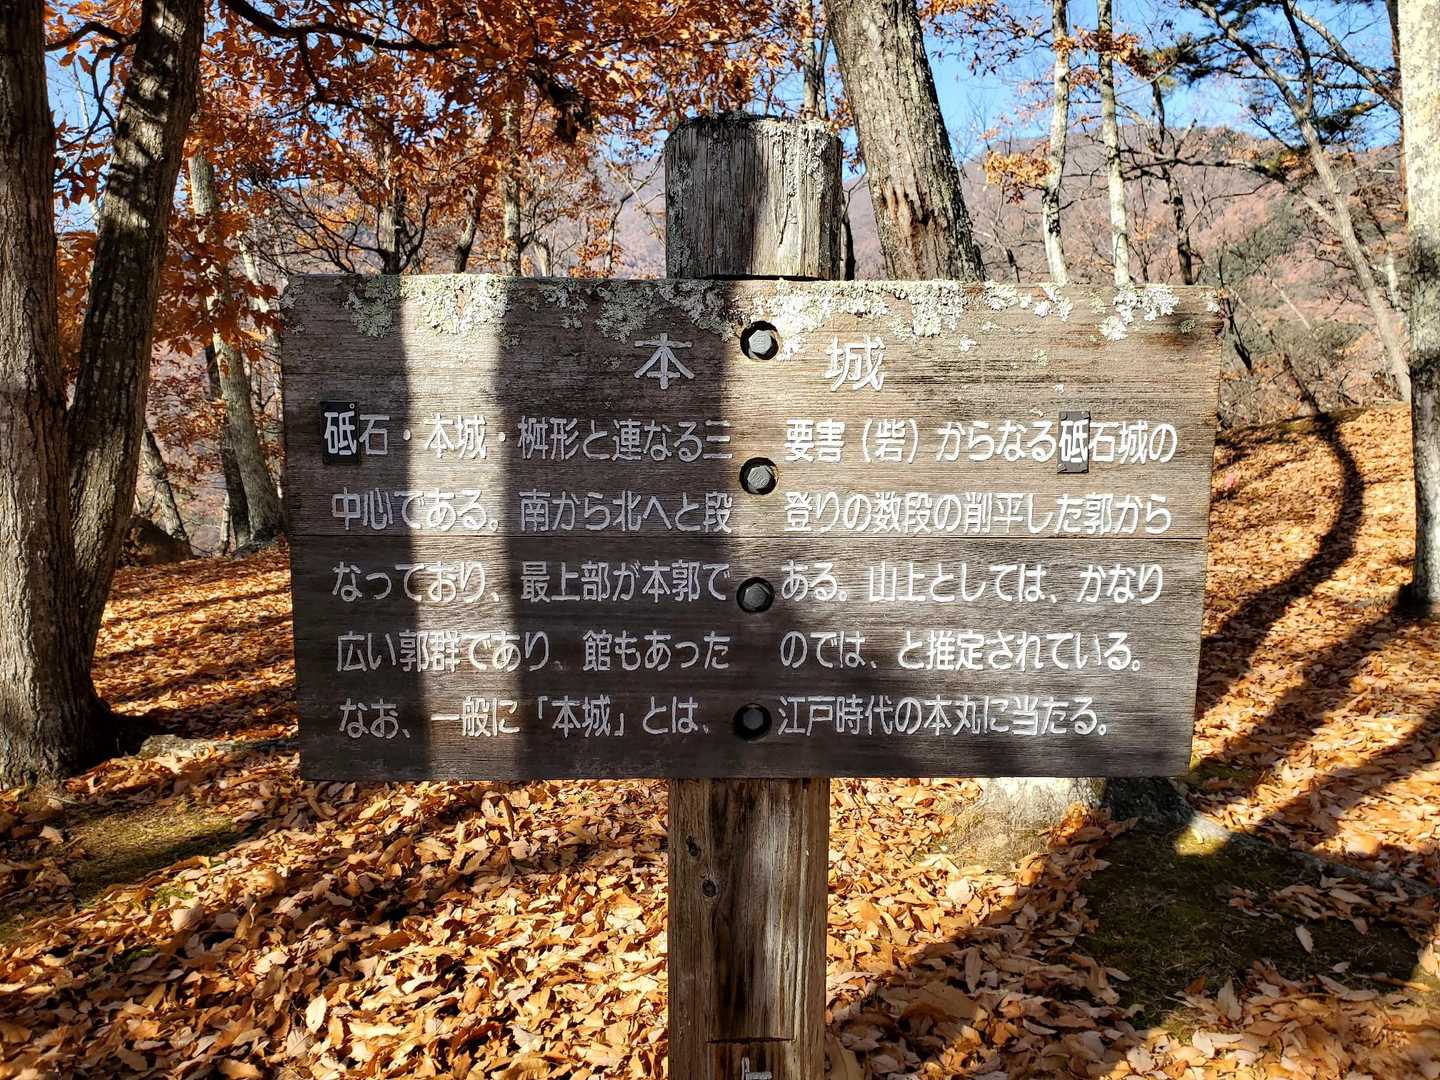 本城
砥石・本城・桝形と連なる三要害（砦）からなる砥石城の
中心である。南から北へと段登りの数段の削平した郭から
なっており、最上部が本郭である。山上としては、かなり
広い郭群であり、館もあったのでは、と推定されている。
なお、一般に「本城」とは、江戸時代の本丸に当たる。